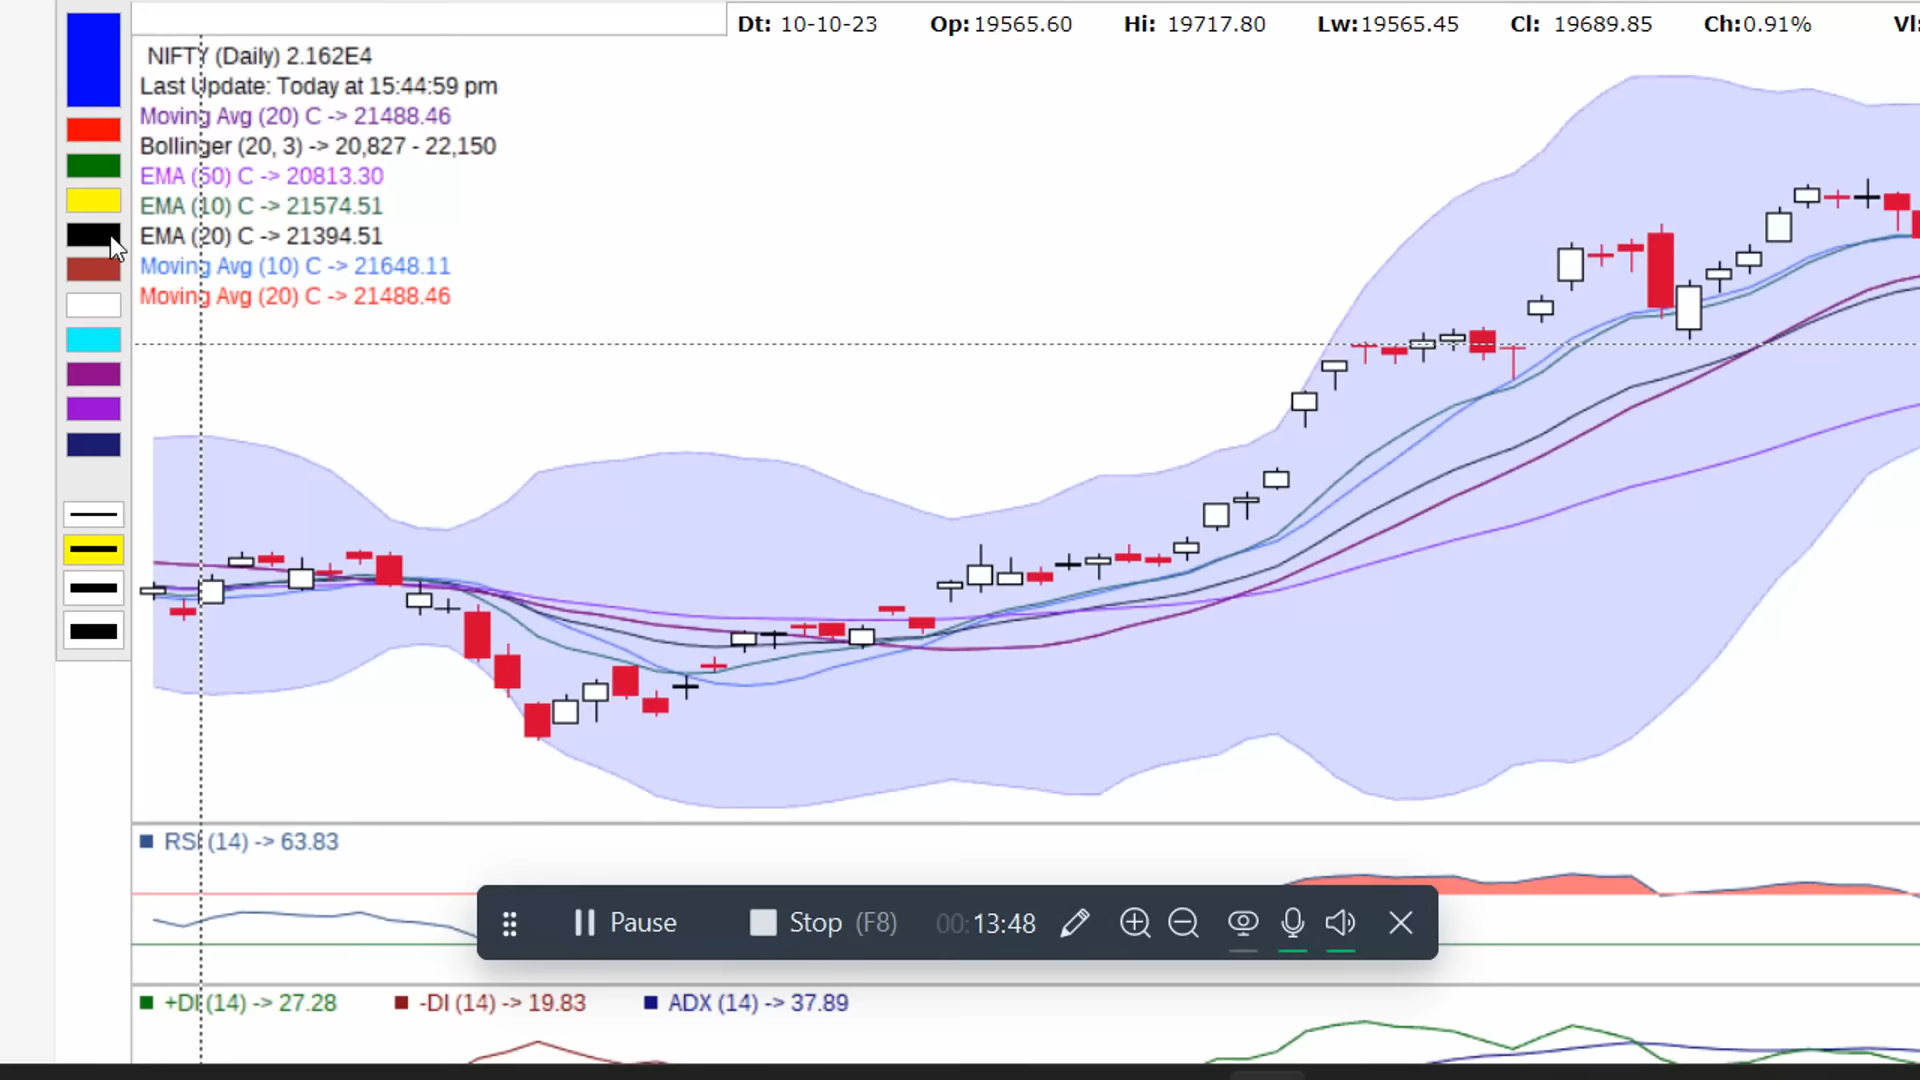 Dt: 10-10-23 Op:19565.60 Hi: 19717.80 Lw:19565.45 Cl: 19689.85 Ch:0.91% Vl:
NIFTY (Daily) 2.162E4
Last Update: Today at 15:44:59 pm
Moving Avg (20) C -> 21488.46
Bollinger (20, 3) -> 20,827 - 22,150
EMA (50) C -> 20813.30
EMA (10) C -> 21574.51
EMA (20) C -> 21394.51
Moving Avg (10) C -> 21648.11
Moving Avg (20) C -> 21488.46
RSI (14) -> 63.83
Pause Stop (F8) 00:13:48
+DI (14) -> 27.28 -DI (14) -> 19.83 ADX (14) -> 37.89